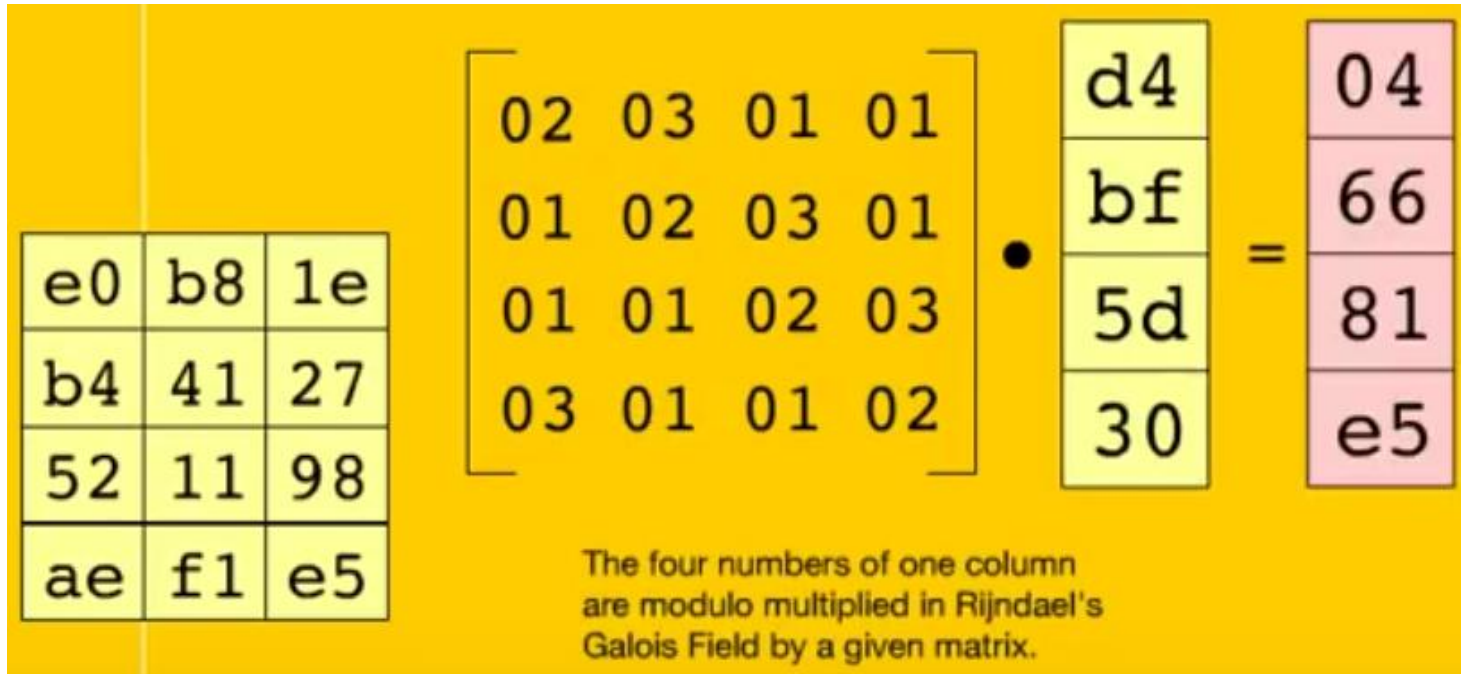 e0 b8 1e
b4 41 27
52 11 98
ae f1 e5
02 03 01 01
01 02 03 01
01 01 02 03
03 01 01 02
•
d4
bf
5d
30
=
04
66
81
e5
The four numbers of one column
are modulo multiplied in Rijndael's
Galois Field by a given matrix.